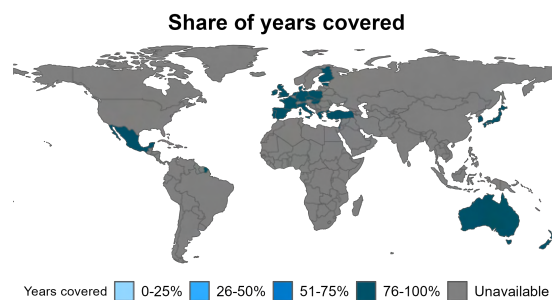 Share of years covered
Years covered 0-25% 26-50% 51-75% 76-100% Unavailable